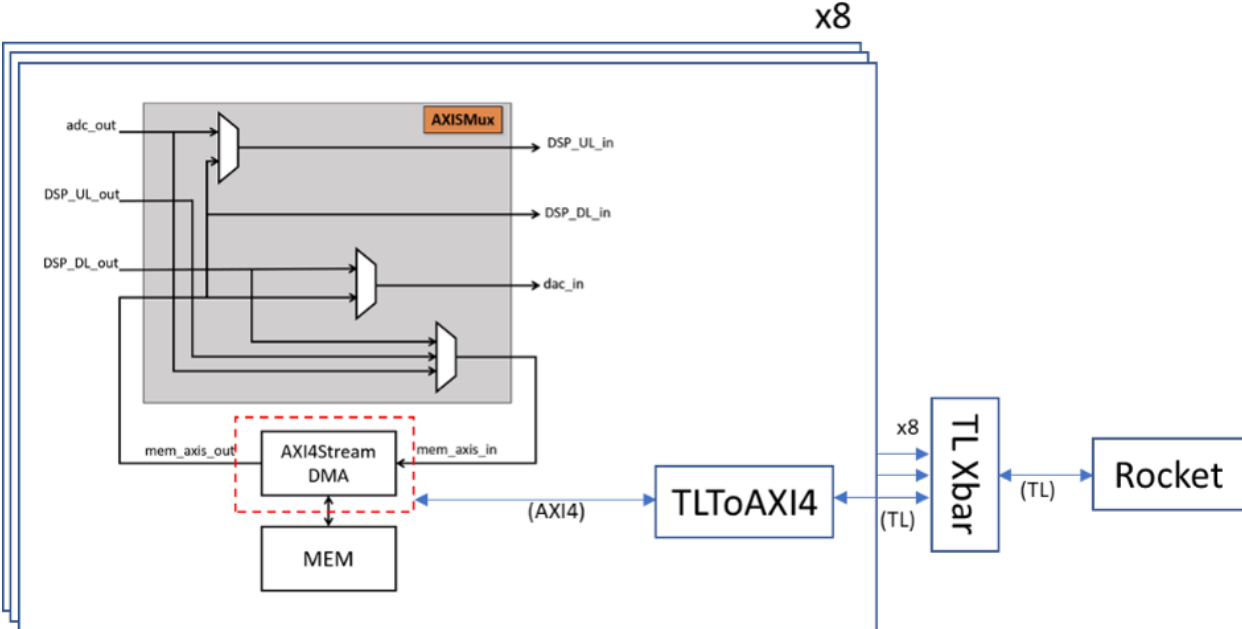 x8
AXISMux
adc_out
DSP_UL_in
DSP_UL_out
DSP_DL_in
DSP_DL_out
dac_in
mem_axis_out
AXI4Stream
DMA
mem_axis_in
MEM
(AXI4)
TLToAXI4
x8
(TL)
TL Xbar
(TL)
Rocket